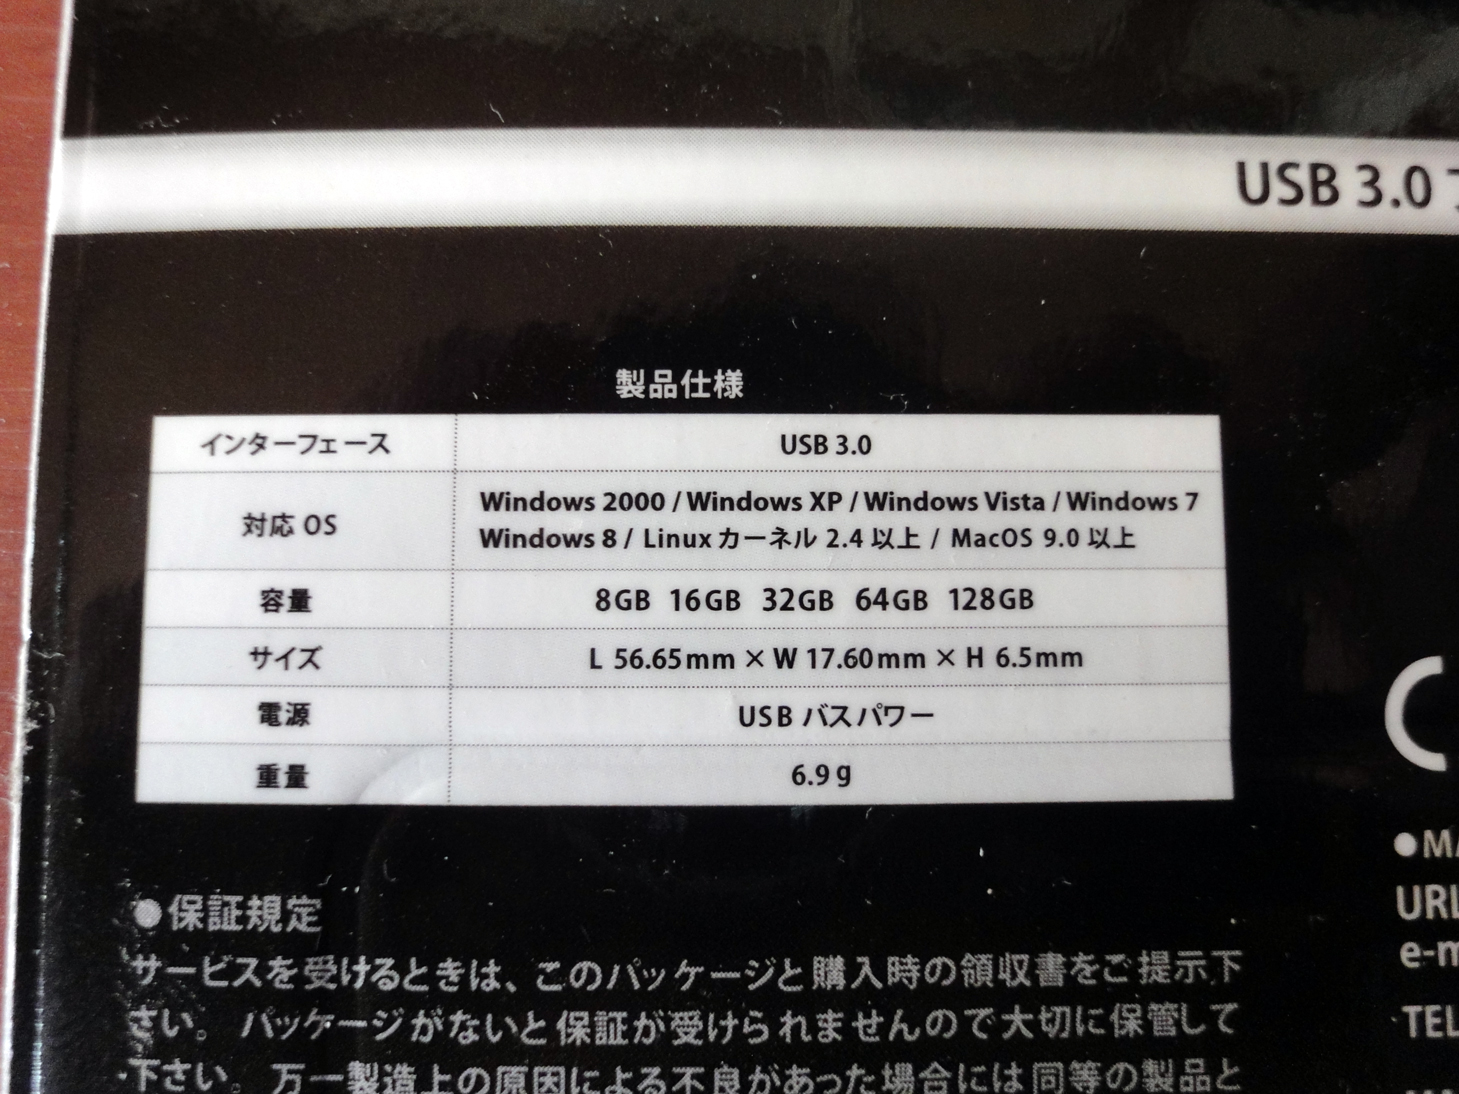 USB 3.0
製品仕様
インターフェース USB 3.0
対応 OS Windows 2000 / Windows XP / Windows Vista / Windows 7
Windows 8 / Linux カーネル 2.4 以上 / MacOS 9.0 以上
容量 8GB 16GB 32GB 64GB 128GB
サイズ L 56.65mm × W 17.60mm × H 6.5mm
電源 USB バスパワー
重量 6.9 g
●保証規定
サービスを受けるときは、このパッケージと購入時の領収書をご提示下
さい。パッケージがないと保証が受けられませんので大切に保管して
下さい。万一製造上の原因による不良があった場合には同等の製品と
URL
TEL